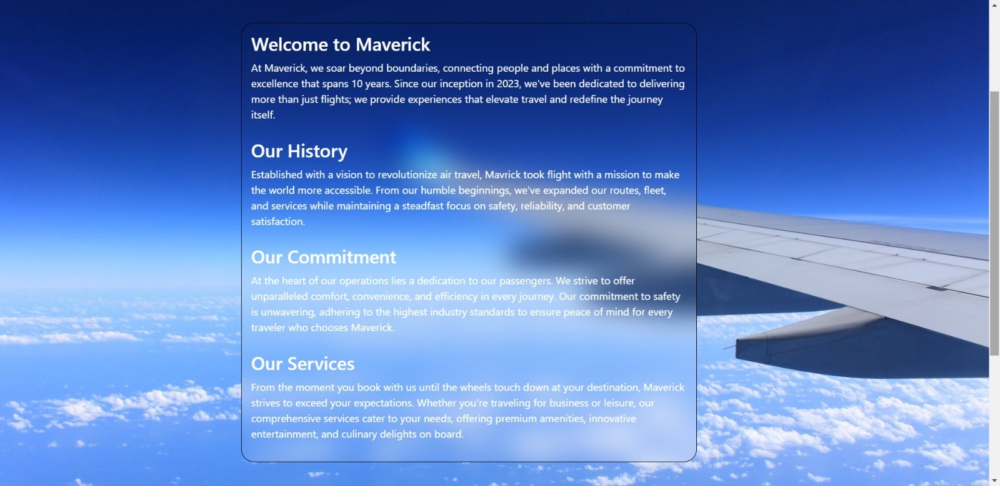 Welcome to Maverick
At Maverick, we soar beyond boundaries, connecting people and places with a commitment to
excellence that spans 10 years. Since our inception in 2023, we've been dedicated to delivering
more than just flights; we provide experiences that elevate travel and redefine the journey
itself.
Our History
Established with a vision to revolutionize air travel, Mavrick took flight with a mission to make
the world more accessible. From our humble beginnings, we've expanded our routes, fleet,
and services while maintaining a steadfast focus on safety, reliability, and customer
satisfaction.
Our Commitment
At the heart of our operations lies a dedication to our passengers. We strive to offer
unparalleled comfort, convenience, and efficiency in every journey. Our commitment to safety
is unwavering, adhering to the highest industry standards to ensure peace of mind for every
traveler who chooses Maverick.
Our Services
From the moment you book with us until the wheels touch down at your destination, Maverick
strives to exceed your expectations. Whether you're traveling for business or leisure, our
comprehensive services cater to your needs, offering premium amenities, innovative
entertainment, and culinary delights on board.